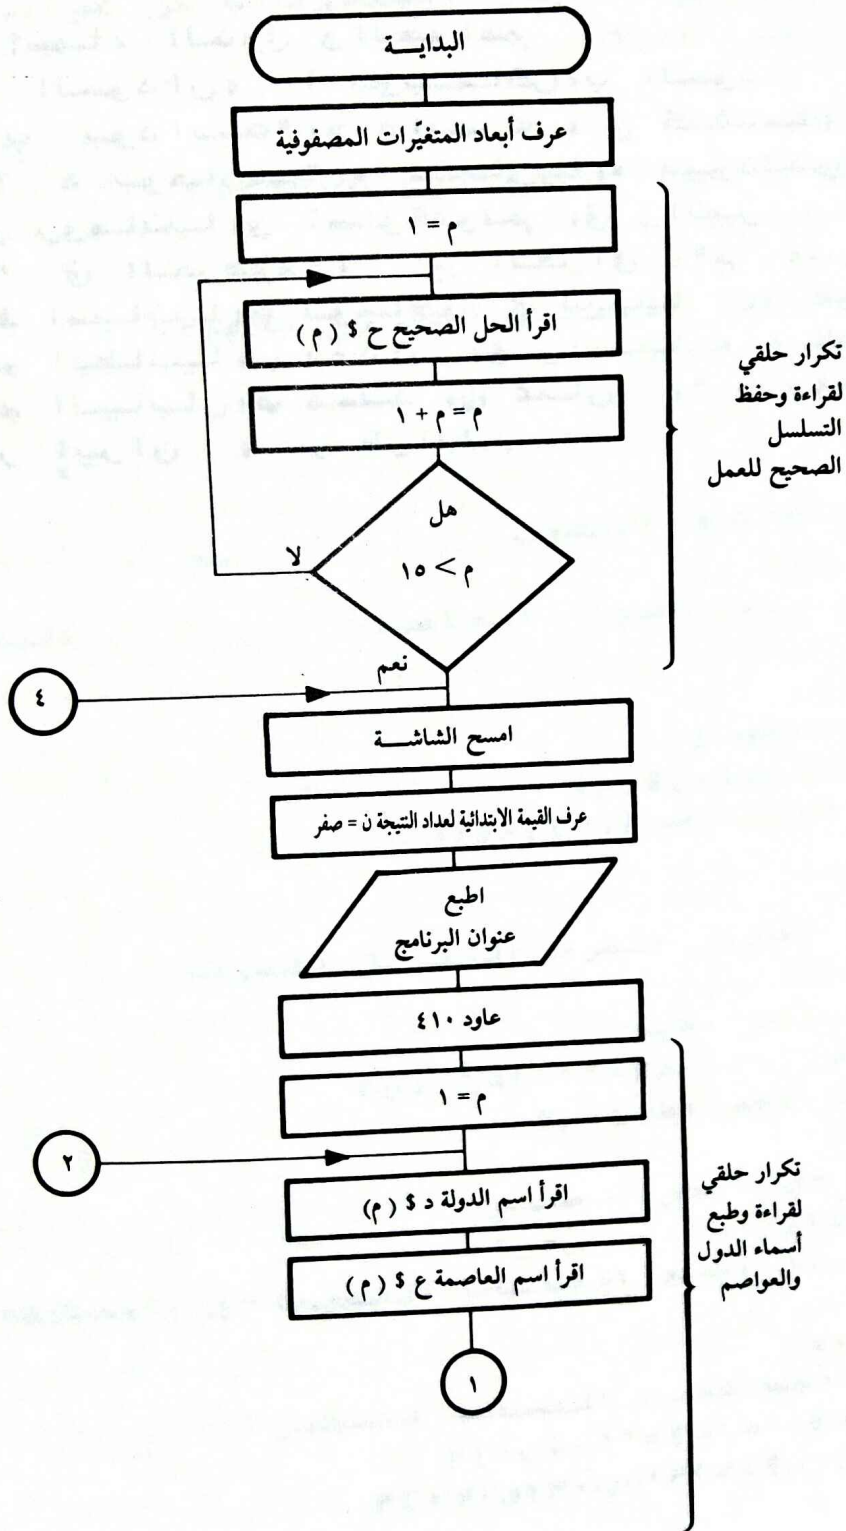 البدايــة
عرف أبعاد المتغيّرات المصفوفية
م = ١
اقرأ الحل الصحيح ح $ ( م )
م = م + ١
هل
م > ١٥
لا
نعم
تكرار حلقي
لقراءة وحفظ
التسلسل
الصحيح للعمل
٤
امسح الشاشــة
عرف القيمة الابتدائية لعداد النتيجة ن = صفر
اطبع
عنوان البرنامج
عاود ٤١٠
م = ١
٢
اقرأ اسم الدولة د $ ( م )
اقرأ اسم العاصمة ع $ ( م )
تكرار حلقي
لقراءة وطبع
أسماء الدول
والعواصم
١